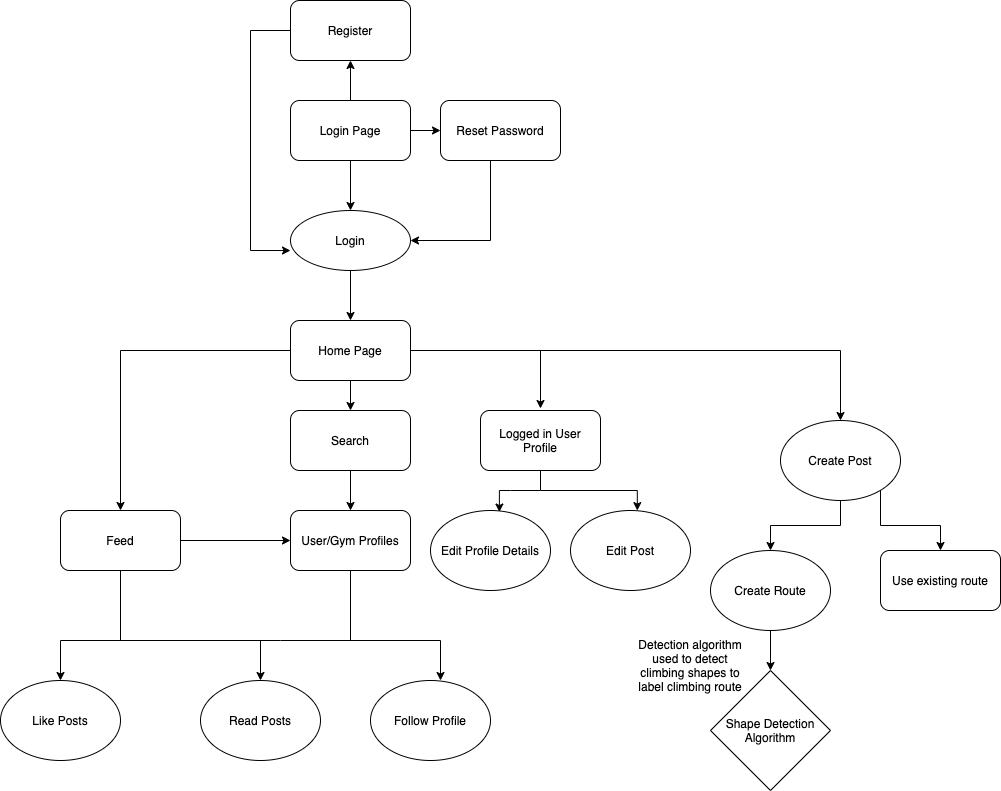 Register
Login Page
Reset Password
Login
Home Page
Search
Logged in User
Profile
Create Post
Feed
User/Gym Profiles
Edit Profile Details
Edit Post
Create Route
Use existing route
Detection algorithm
used to detect
climbing shapes to
label climbing route
Like Posts
Read Posts
Follow Profile
Shape Detection
Algorithm